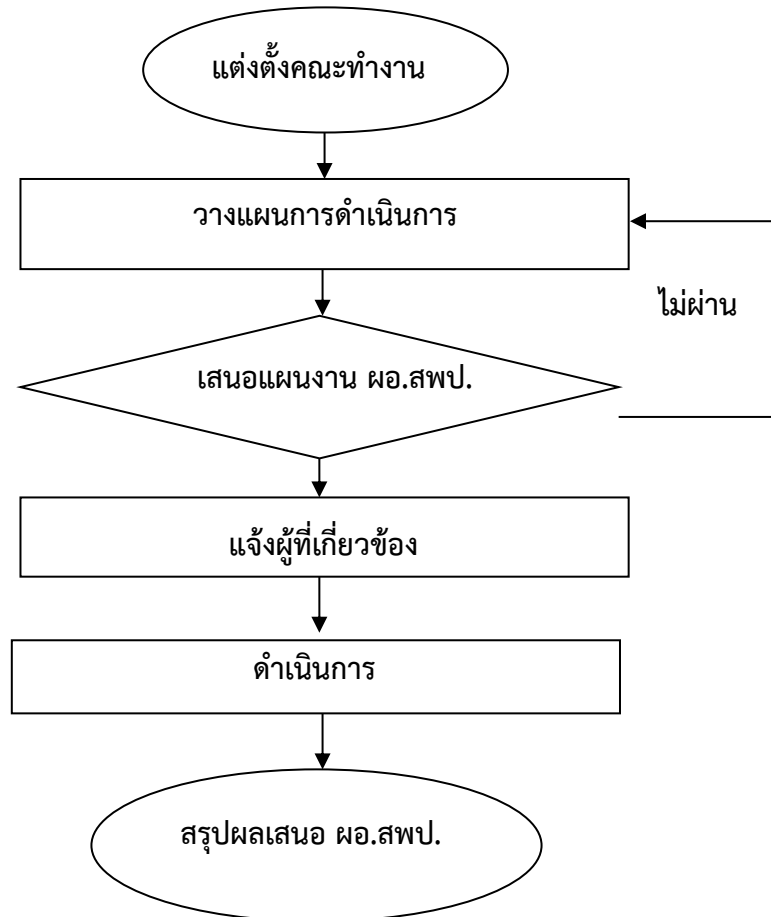 แต่งตั้งคณะทำงาน
วางแผนการดำเนินการ
ไม่ผ่าน
เสนอแผนงาน ผอ.สพป.
แจ้งผู้ที่เกี่ยวข้อง
ดำเนินการ
สรุปผลเสนอ ผอ.สพป.